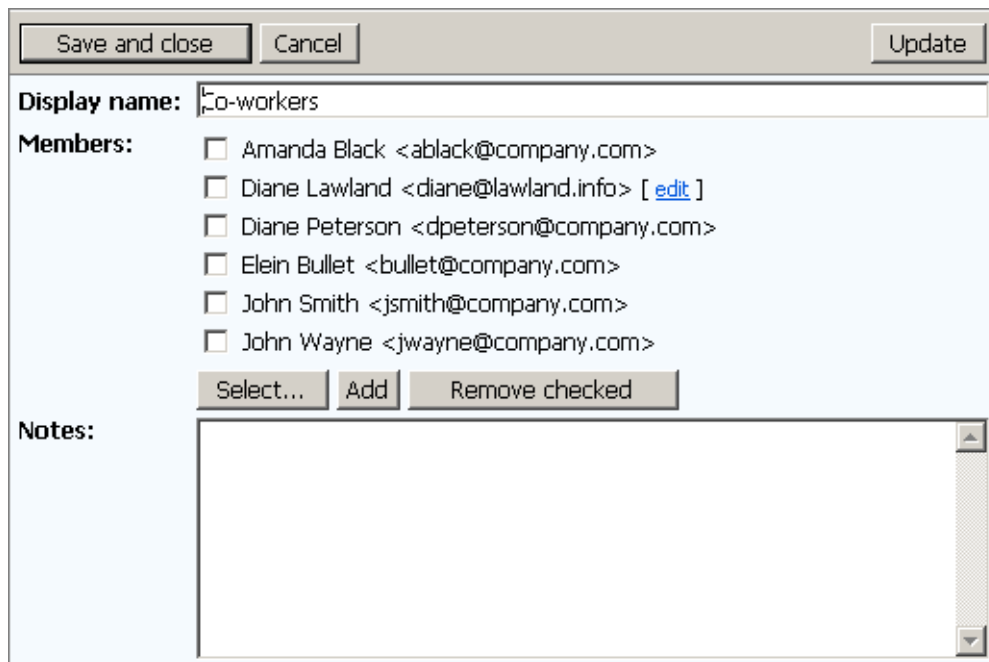 Save and close Cancel Update
Display name: Co-workers
Members:
Amanda Black <ablack@company.com>
Diane Lawland <diane@lawland.info> [ edit ]
Diane Peterson <dpeterson@company.com>
Elein Bullet <bullet@company.com>
John Smith <jsmith@company.com>
John Wayne <jwayne@company.com>
Select... Add Remove checked
Notes: